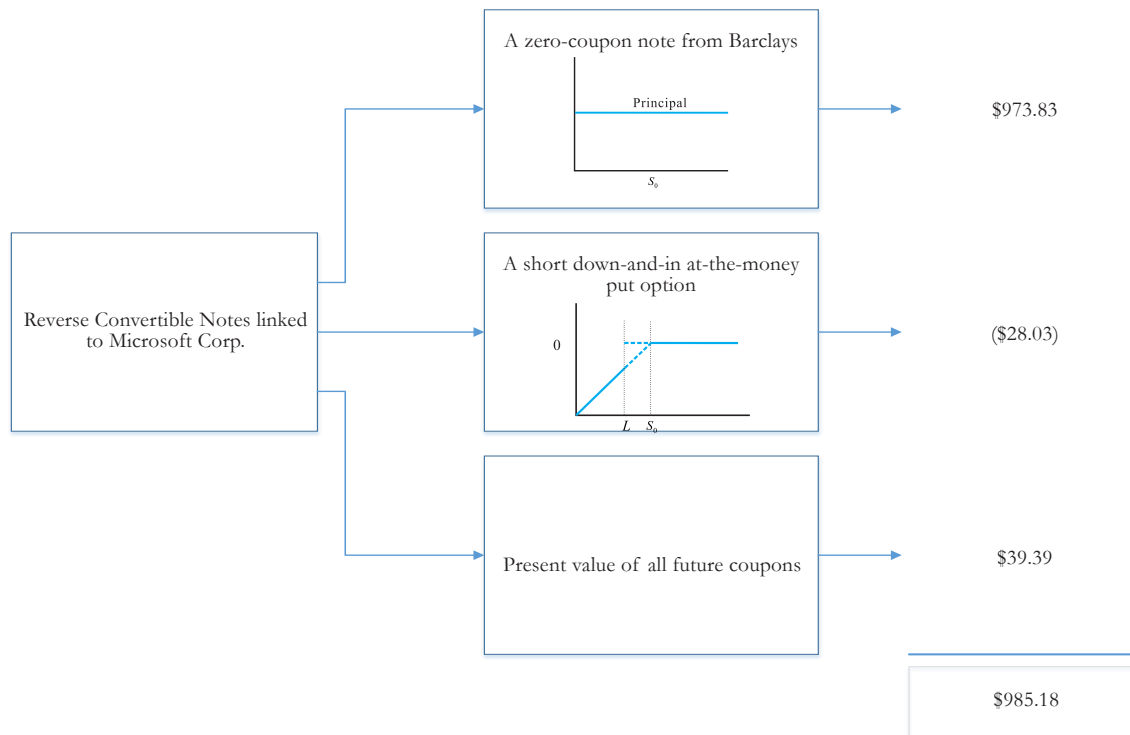 A zero-coupon note from Barclays
Principal
S₀
$973.83
Reverse Convertible Notes linked
to Microsoft Corp.
A short down-and-in at-the-money
put option
0
L S₀
($28.03)
Present value of all future coupons
$39.39
$985.18